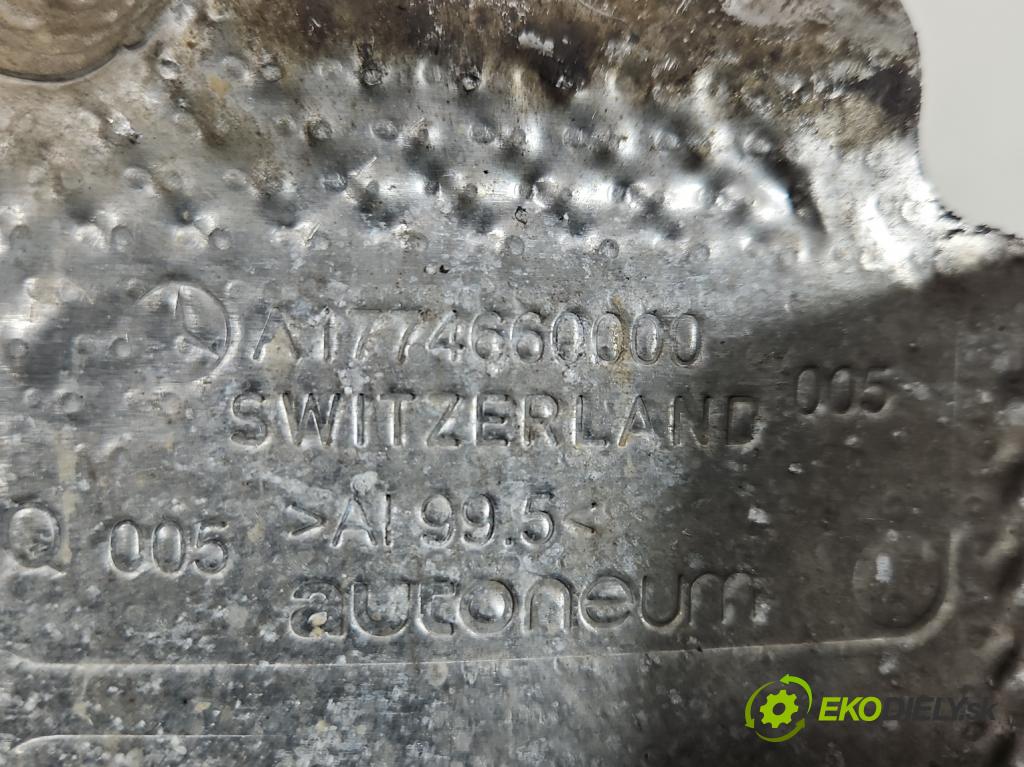 A1774660000
SWITZERLAND 005
Q 005 >Al 99.5<
autoneum
EKODIELY.sk